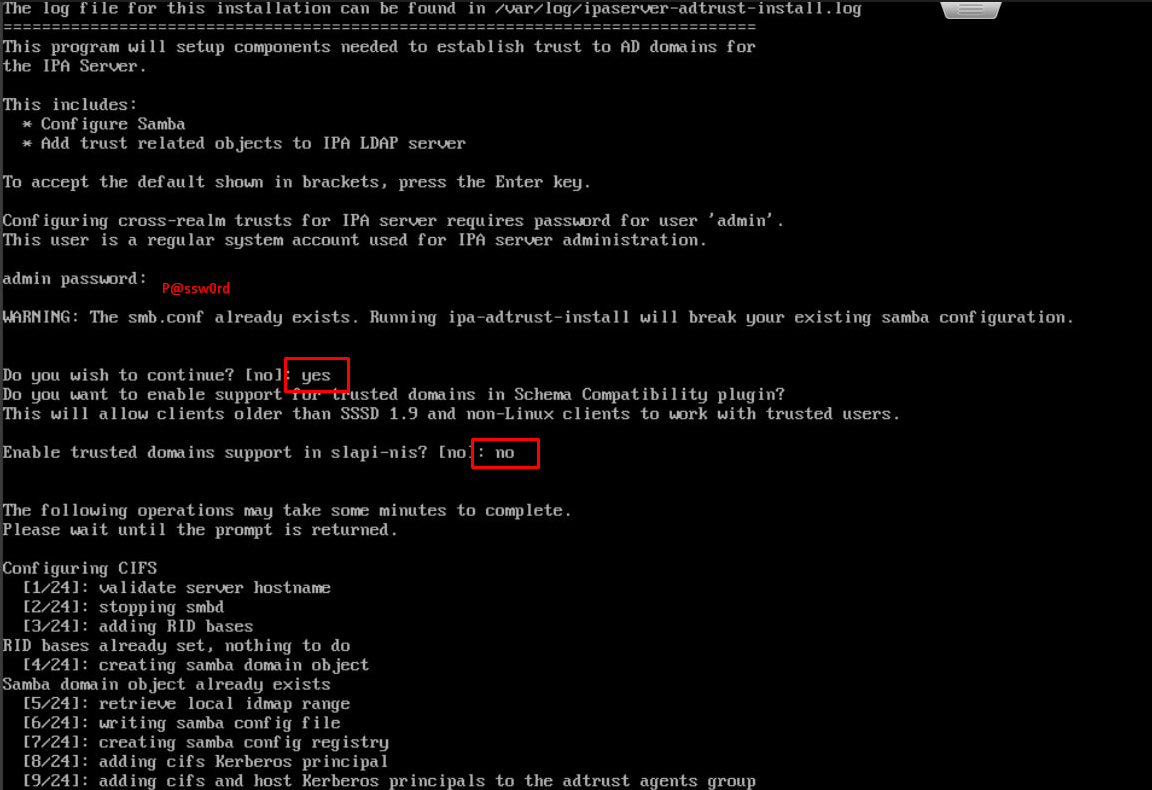 The log file for this installation can be found in /var/log/ipaserver-adtrust-install.log
==============================================================================
This program will setup components needed to establish trust to AD domains for
the IPA Server.
This includes:
* Configure Samba
* Add trust related objects to IPA LDAP server
To accept the default shown in brackets, press the Enter key.
Configuring cross-realm trusts for IPA server requires password for user 'admin'.
This user is a regular system account used for IPA server administration.
admin password:
P@ssw0rd
WARNING: The smb.conf already exists. Running ipa-adtrust-install will break your existing samba configuration.
Do you wish to continue? [no]: yes
Do you want to enable support for trusted domains in Schema Compatibility plugin?
This will allow clients older than SSSD 1.9 and non-Linux clients to work with trusted users.
Enable trusted domains support in slapi-nis? [no]: no
The following operations may take some minutes to complete.
Please wait until the prompt is returned.
Configuring CIFS
[1/24]: validate server hostname
[2/24]: stopping smbd
[3/24]: adding RID bases
RID bases already set, nothing to do
[4/24]: creating samba domain object
Samba domain object already exists
[5/24]: retrieve local idmap range
[6/24]: writing samba config file
[7/24]: creating samba config registry
[8/24]: adding cifs Kerberos principal
[9/24]: adding cifs and host Kerberos principals to the adtrust agents group